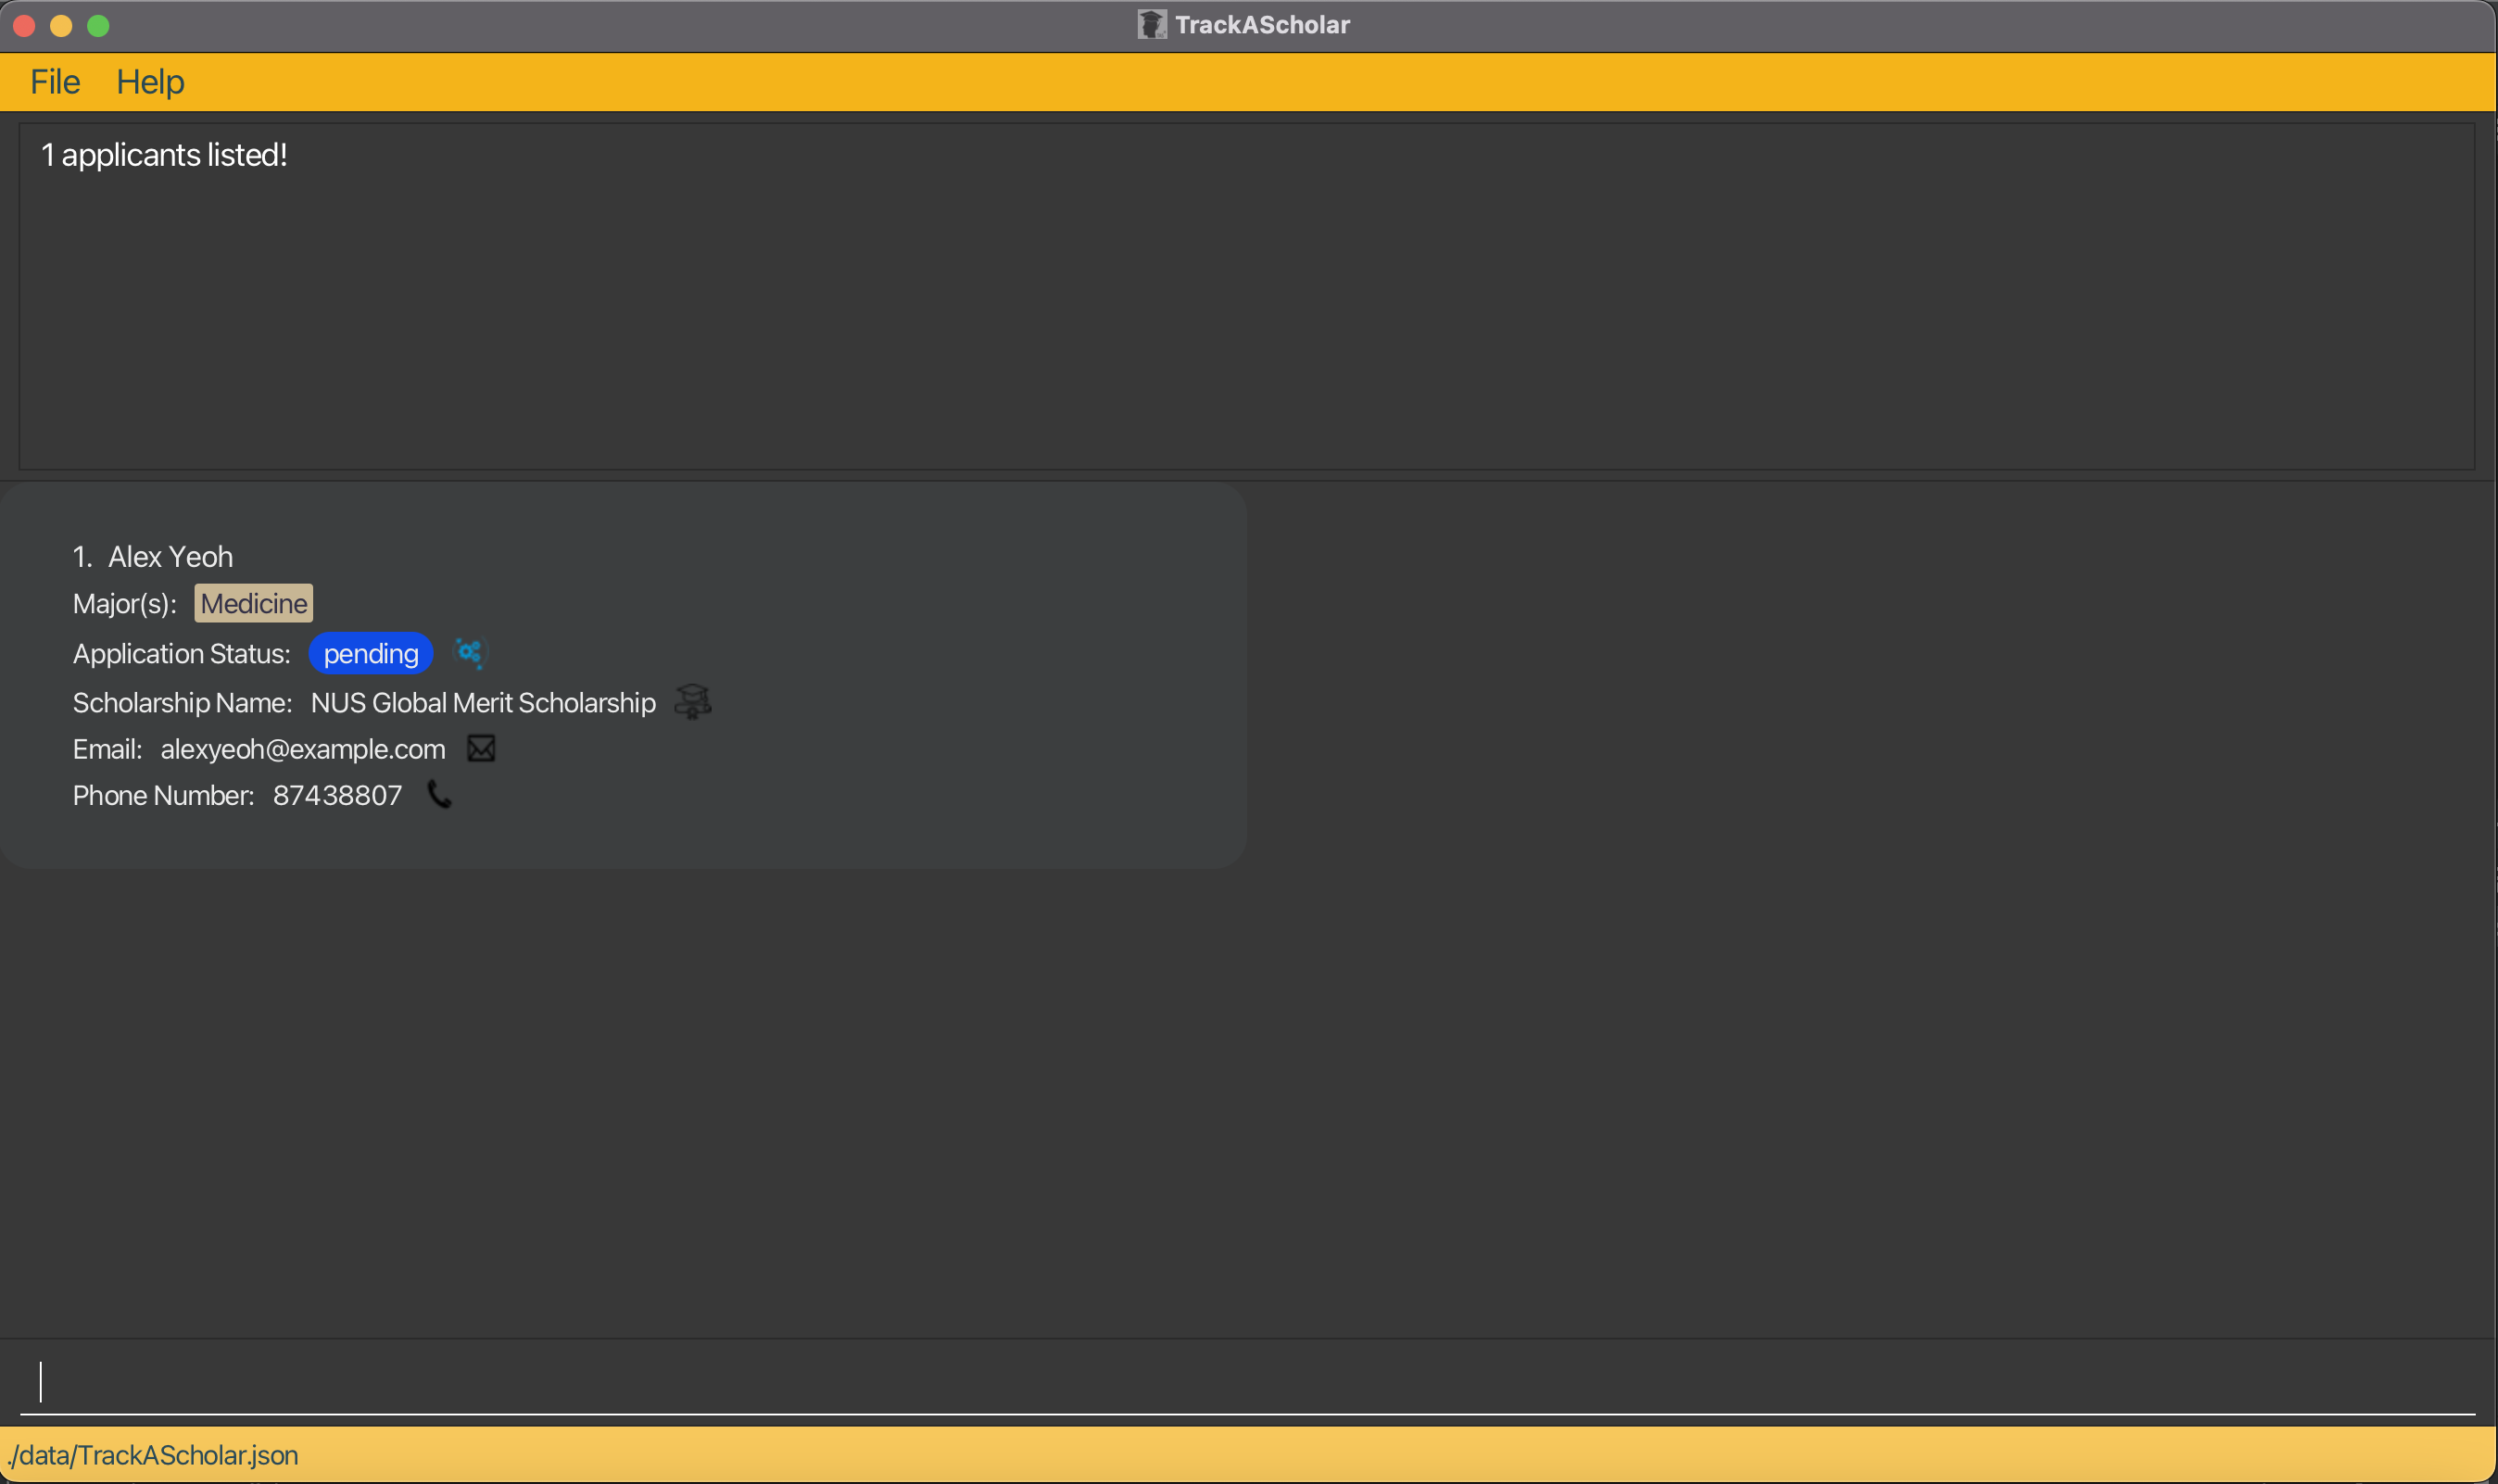 TrackAScholar
File Help
1 applicants listed!
1. Alex Yeoh
Major(s): Medicine
Application Status: pending
Scholarship Name: NUS Global Merit Scholarship
Email: alexyeoh@example.com
Phone Number: 87438807
./data/TrackAScholar.json